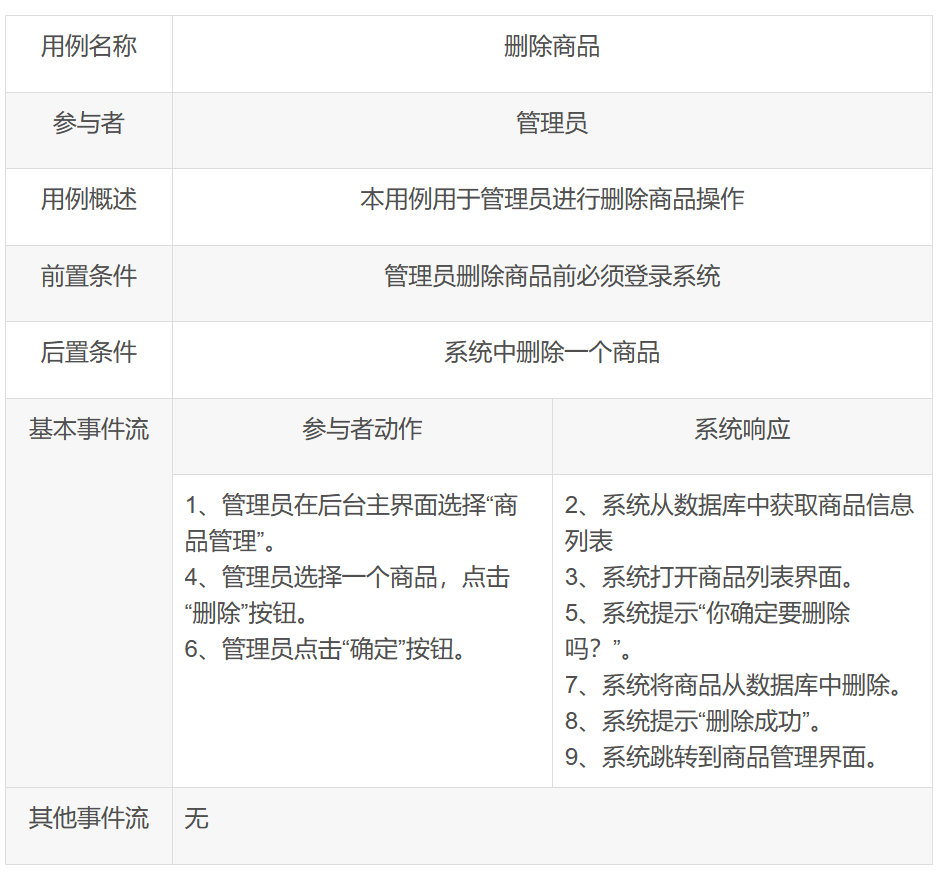 用例名称
删除商品
参与者
管理员
用例概述
本用例用于管理员进行删除商品操作
前置条件
管理员删除商品前必须登录系统
后置条件
系统中删除一个商品
基本事件流
参与者动作
系统响应
1、管理员在后台主界面选择“商
品管理”。
4、管理员选择一个商品，点击
“删除”按钮。
6、管理员点击“确定”按钮。
2、系统从数据库中获取商品信息
列表
3、系统打开商品列表界面。
5、系统提示“你确定要删除
吗？”。
7、系统将商品从数据库中删除。
8、系统提示“删除成功”。
9、系统跳转到商品管理界面。
其他事件流
无